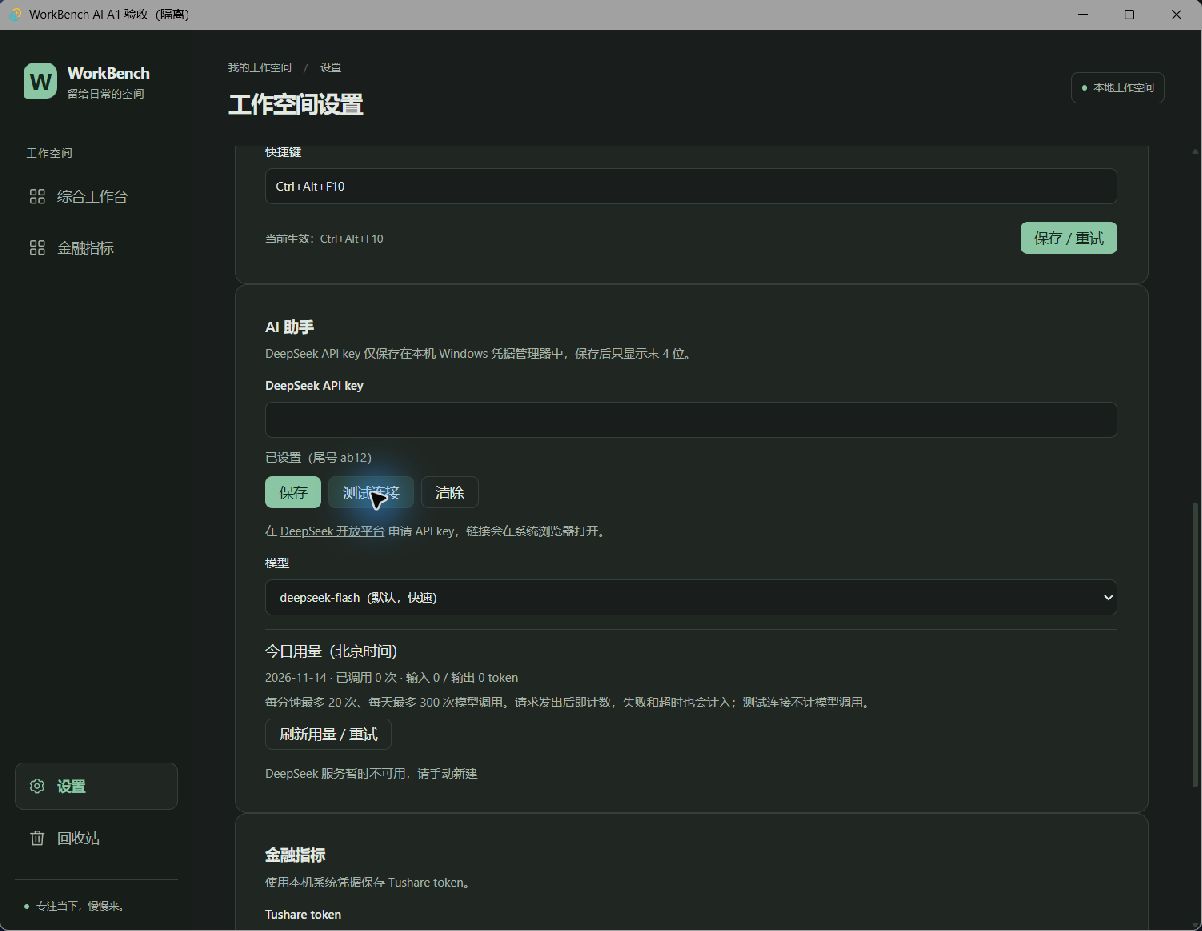 WorkBench AI A1 验收（隔离）
W
WorkBench
留给日常的空间
工作空间
综合工作台
金融指标
设置
回收站
专注当下，慢慢来。
我的工作空间 / 设置
工作空间设置
本地工作空间
快捷键
Ctrl+Alt+F10
当前生效：Ctrl+Alt+F10
保存 / 重试
AI 助手
DeepSeek API key 仅保存在本机 Windows 凭据管理器中，保存后只显示末 4 位。
DeepSeek API key
已设置（尾号 ab12）
保存 测试连接 清除
在 DeepSeek 开放平台 申请 API key，链接会在系统浏览器打开。
模型
deepseek-flash（默认，快速）
今日用量（北京时间）
2026-11-14 · 已调用 0 次 · 输入 0 / 输出 0 token
每分钟最多 20 次、每天最多 300 次模型调用。请求发出后即计数，失败和超时也会计入；测试连接不计模型调用。
刷新用量 / 重试
DeepSeek 服务暂时不可用，请手动新建
金融指标
使用本机系统凭据保存 Tushare token。
Tushare token